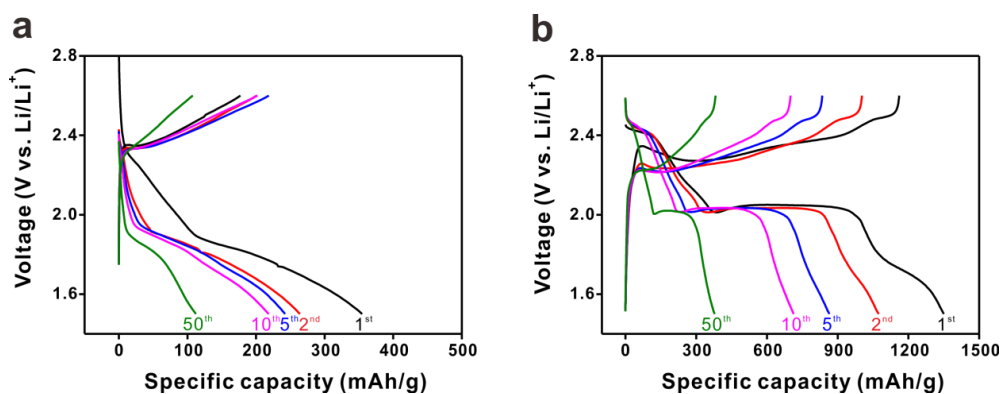 a
2.8
2.4
2.0
1.6
Voltage (V vs. Li/Li⁺)
50ᵗʰ 10ᵗʰ 5ᵗʰ 2ⁿᵈ 1ˢᵗ
0 100 200 300 400 500
Specific capacity (mAh/g)
b
2.8
2.4
2.0
1.6
Voltage (V vs. Li/Li⁺)
50ᵗʰ 10ᵗʰ 5ᵗʰ 2ⁿᵈ 1ˢᵗ
0 300 600 900 1200 1500
Specific capacity (mAh/g)